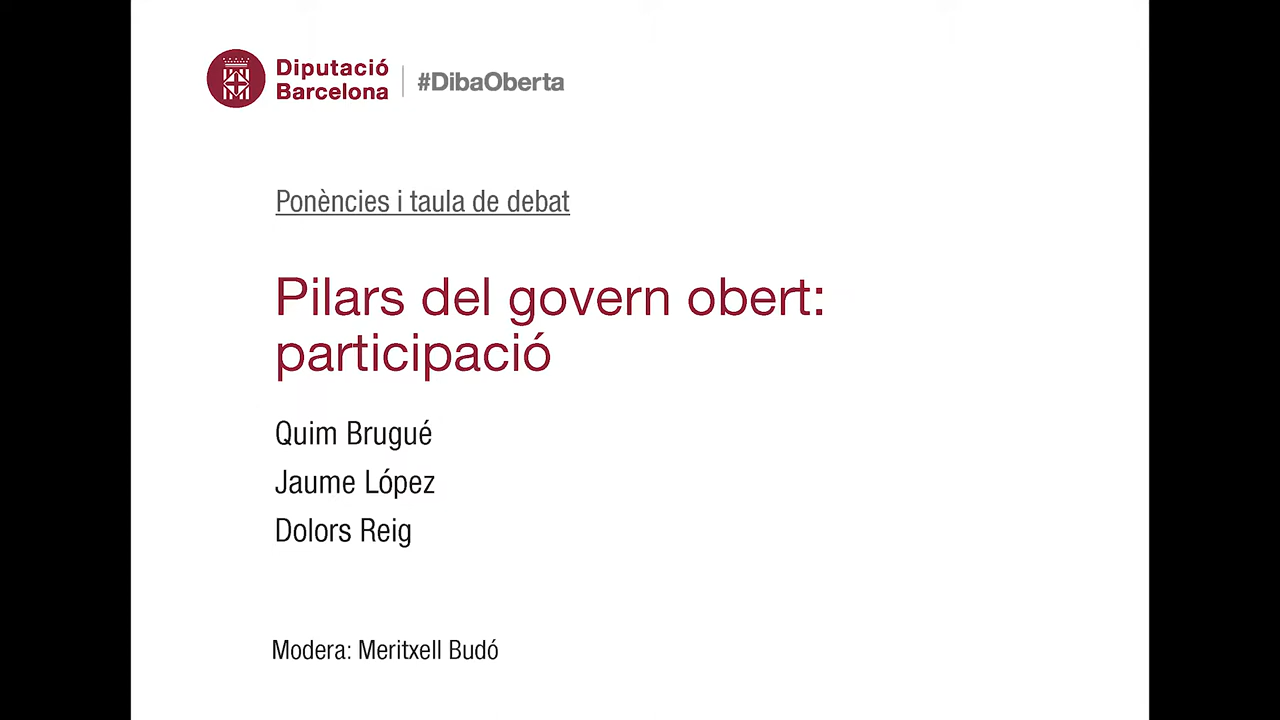 Diputació
Barcelona
#DibaOberta
Ponències i taula de debat
Pilars del govern obert:
participació
Quim Brugué
Jaume López
Dolors Reig
Modera: Meritxell Budó